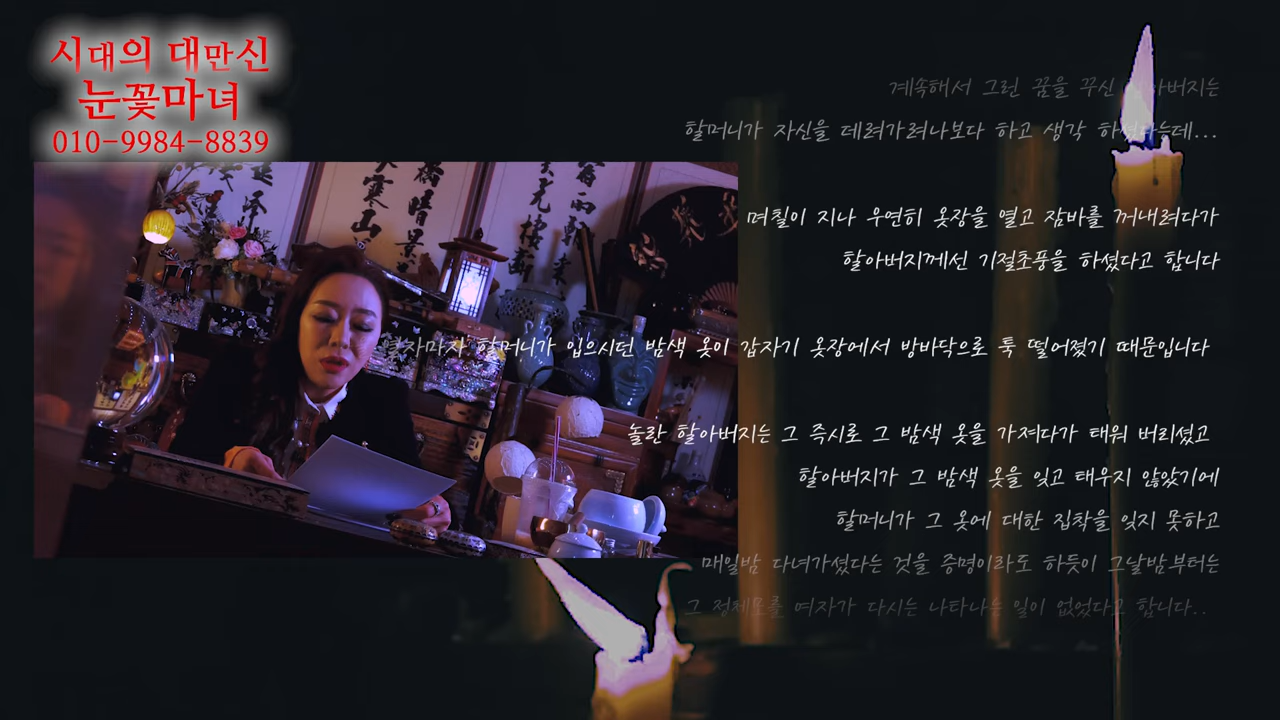 시대의 대만신
눈꽃마녀
010-9984-8839
계속해서 그런 꿈을 꾸신 할아버지는
할머니가 자신을 데려가려나보다 하고 생각 하셨다는데...
며칠이 지나 우연히 옷장을 열고 잠바를 꺼내려다가
할아버지께선 기절초풍을 하셨다고 합니다
열자마자 할머니가 입으시던 밤색 옷이 갑자기 옷장에서 방바닥으로 툭 떨어졌기 때문입니다
놀란 할아버지는 그 즉시로 그 밤색 옷을 가져다가 태워 버리셨고
할아버지가 그 밤색 옷을 잊고 태우지 않았기에
할머니가 그 옷에 대한 집착을 잊지 못하고
매일밤 다녀가셨다는 것을 증명이라도 하듯이 그날밤부터는
그 정체모를 여자가 다시는 나타나는 일이 없었다고 합니다..